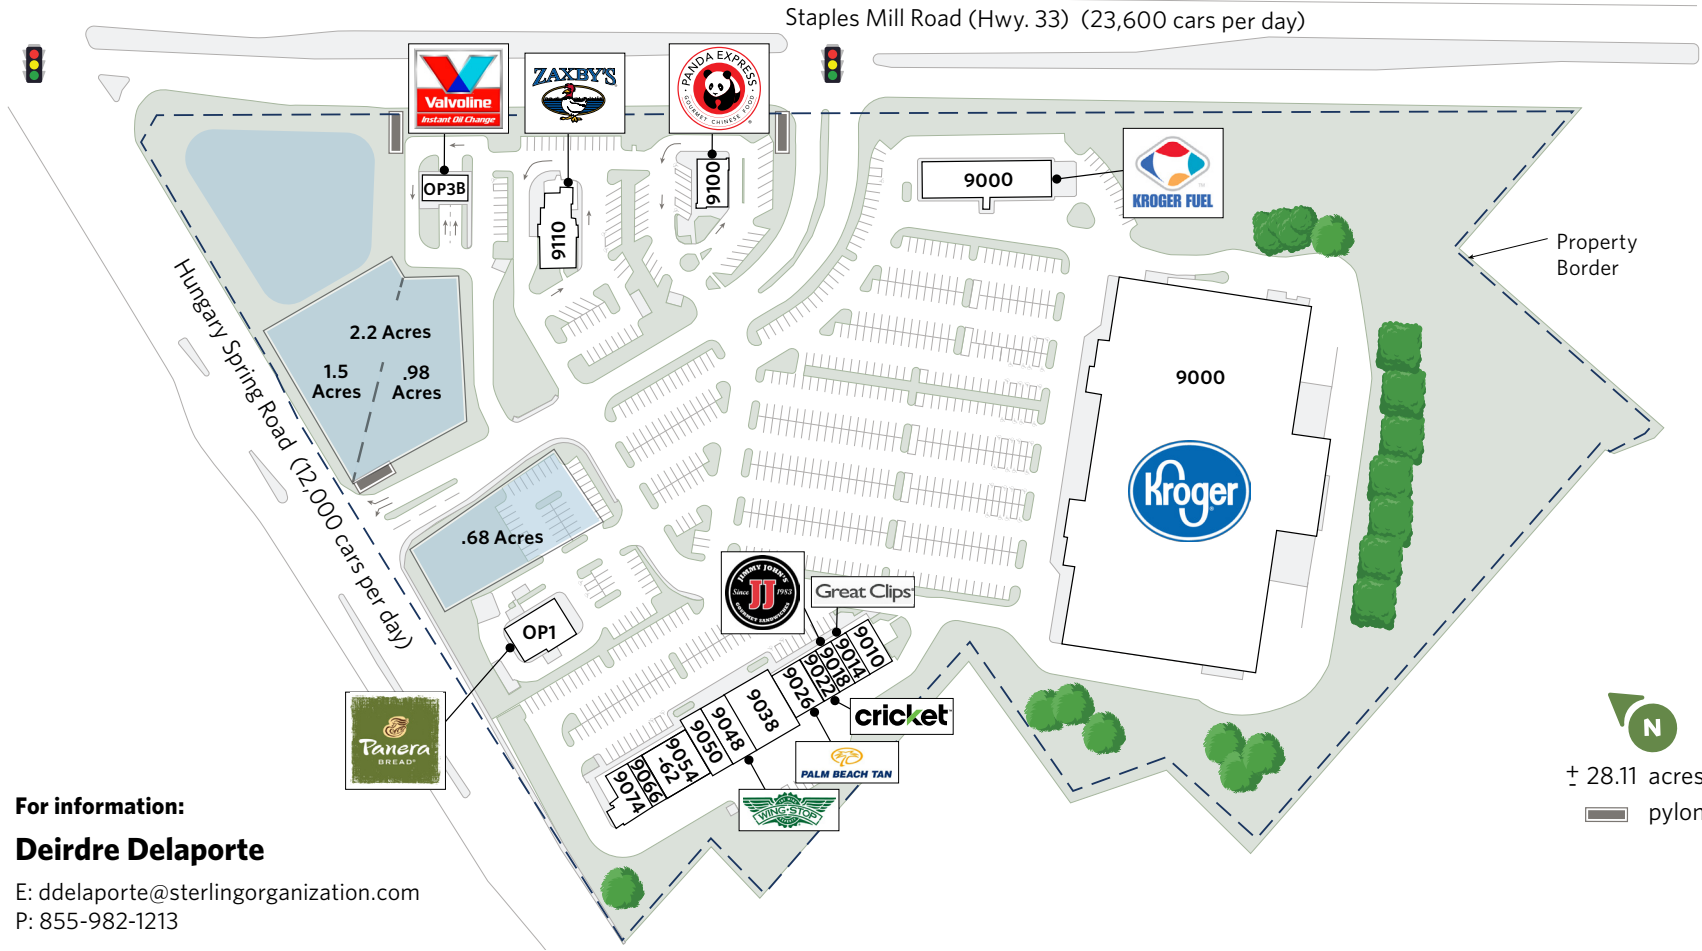 Staples Mill Road (Hwy. 33) (23,600 cars per day)
Valvoline
Instant Oil Change
ZAXBY'S
PANDA EXPRESS
GOURMET CHINESE FOOD
KROGER FUEL
OP3B
9110
9100
9000
Property
Border
Hungary Spring Road (12,000 cars per day)
2.2 Acres
1.5
Acres
.98
Acres
9000
Kroger
.68 Acres
OP1
JIMMY JOHN'S
Since JJ 1983
GOURMET SANDWICHES
Great Clips
9010
9014
9018
9022
9026
9038
9048
9050
9054
-62
9066
9074
cricket
PALM BEACH TAN
WING·STOP
Panera
BREAD®
N
± 28.11 acres
pylon
For information:
Deirdre Delaporte
E: ddelaporte@sterlingorganization.com
P: 855-982-1213